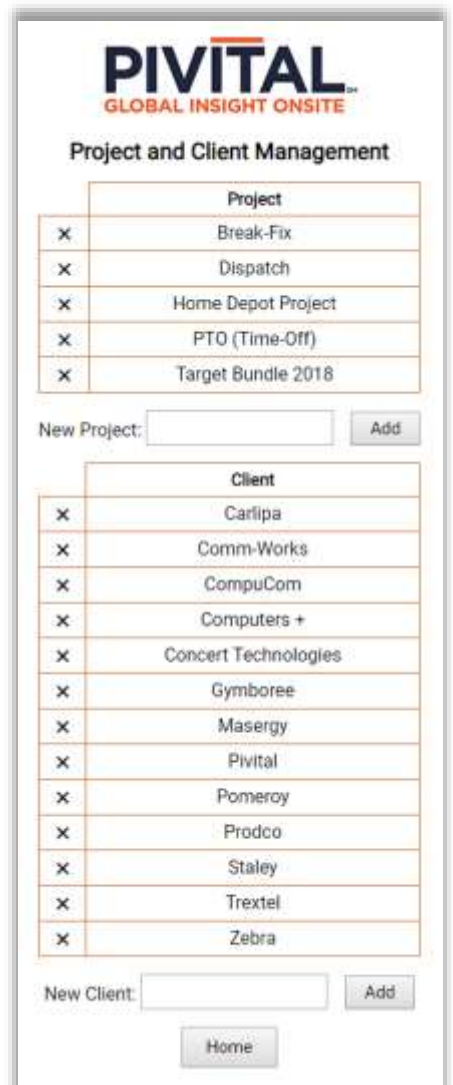 PIVITAL SM
GLOBAL INSIGHT ONSITE
Project and Client Management
Project
× Break-Fix
× Dispatch
× Home Depot Project
× PTO (Time-Off)
× Target Bundle 2018
New Project: Add
Client
× Carlipa
× Comm-Works
× CompuCom
× Computers +
× Concert Technologies
× Gymboree
× Masergy
× Pivital
× Pomeroy
× Prodco
× Staley
× Trextel
× Zebra
New Client: Add
Home